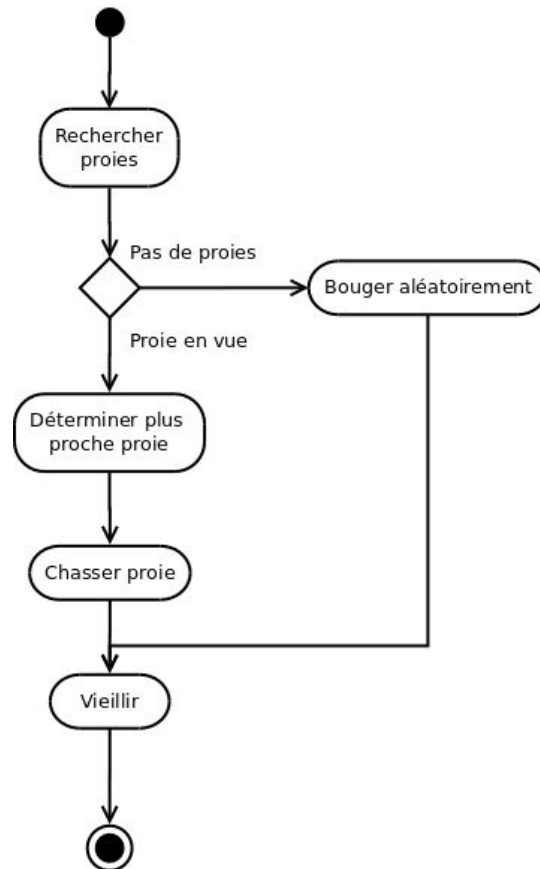 Rechercher
proies
Pas de proies
Bouger aléatoirement
Proie en vue
Déterminer plus
proche proie
Chasser proie
Vieillir